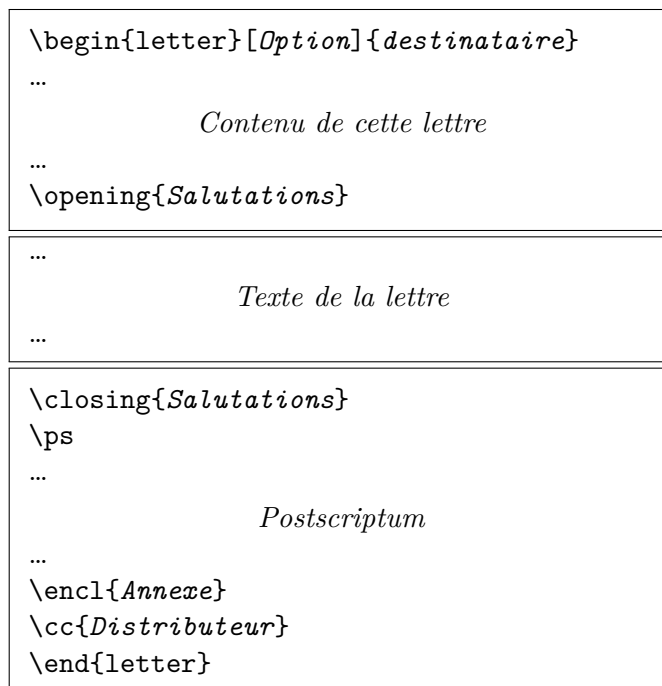 \begin{letter}[Option]{destinataire}
…
Contenu de cette lettre
…
\opening{Salutations}
…
Texte de la lettre
…
\closing{Salutations}
\ps
…
Postscriptum
…
\encl{Annexe}
\cc{Distributeur}
\end{letter}